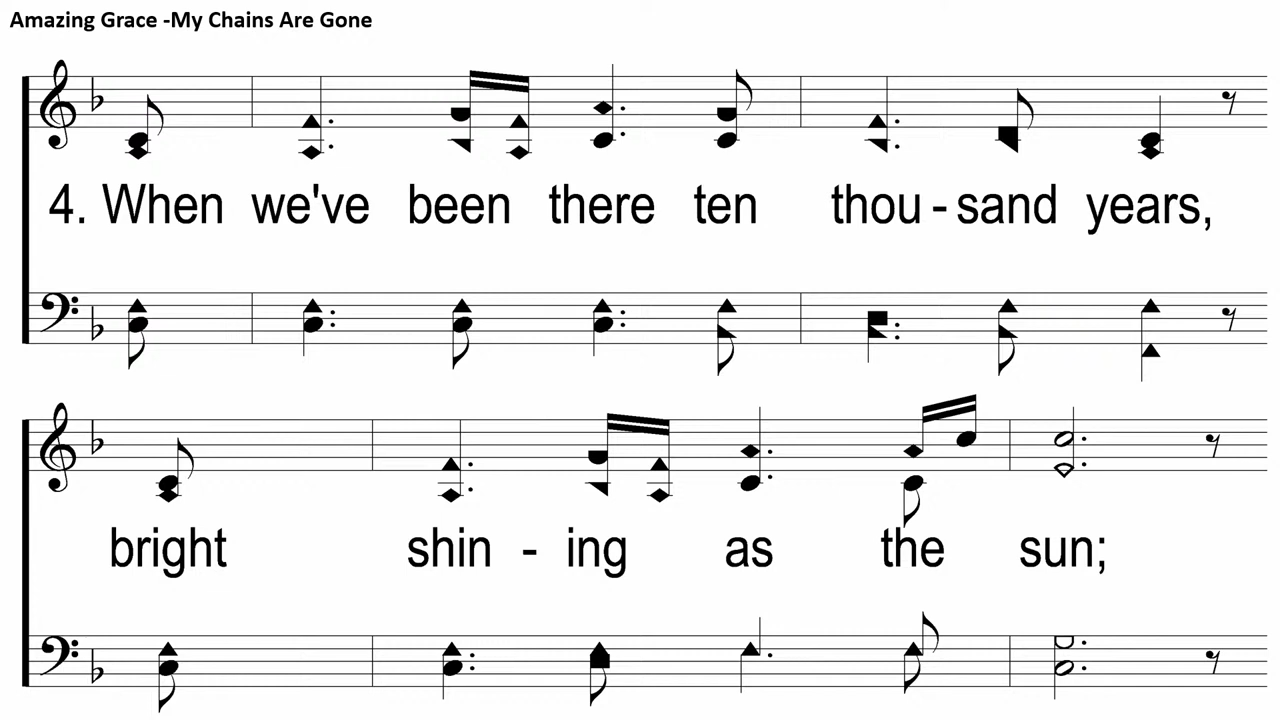 Amazing Grace -My Chains Are Gone
4. When we've been there ten thou - sand years,
bright shin - ing as the sun;